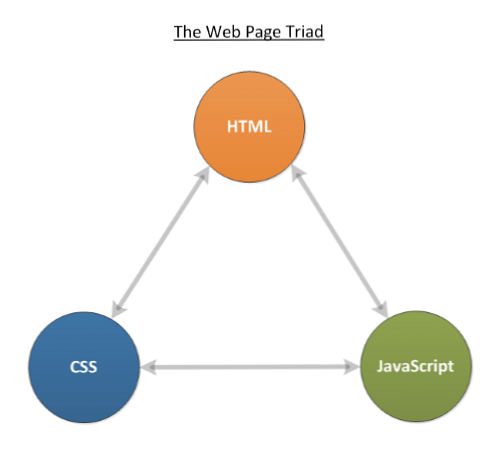 The Web Page Triad
HTML
CSS
JavaScript